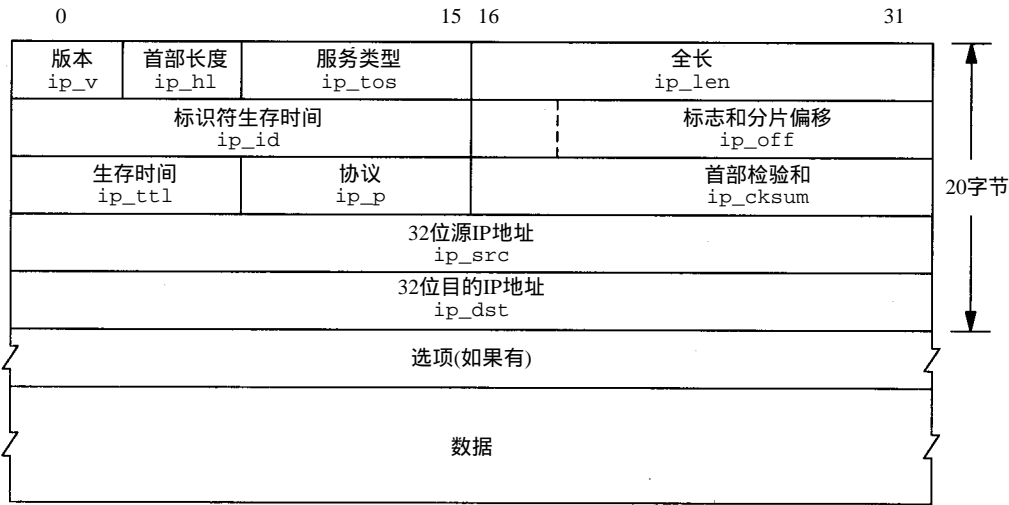 0 15 16 31
版本 首部长度 服务类型 全长
ip_v ip_hl ip_tos ip_len
标识符生存时间 标志和分片偏移
ip_id ip_off
生存时间 协议 首部检验和
ip_ttl ip_p ip_cksum
20字节
32位源IP地址
ip_src
32位目的IP地址
ip_dst
选项(如果有)
数据